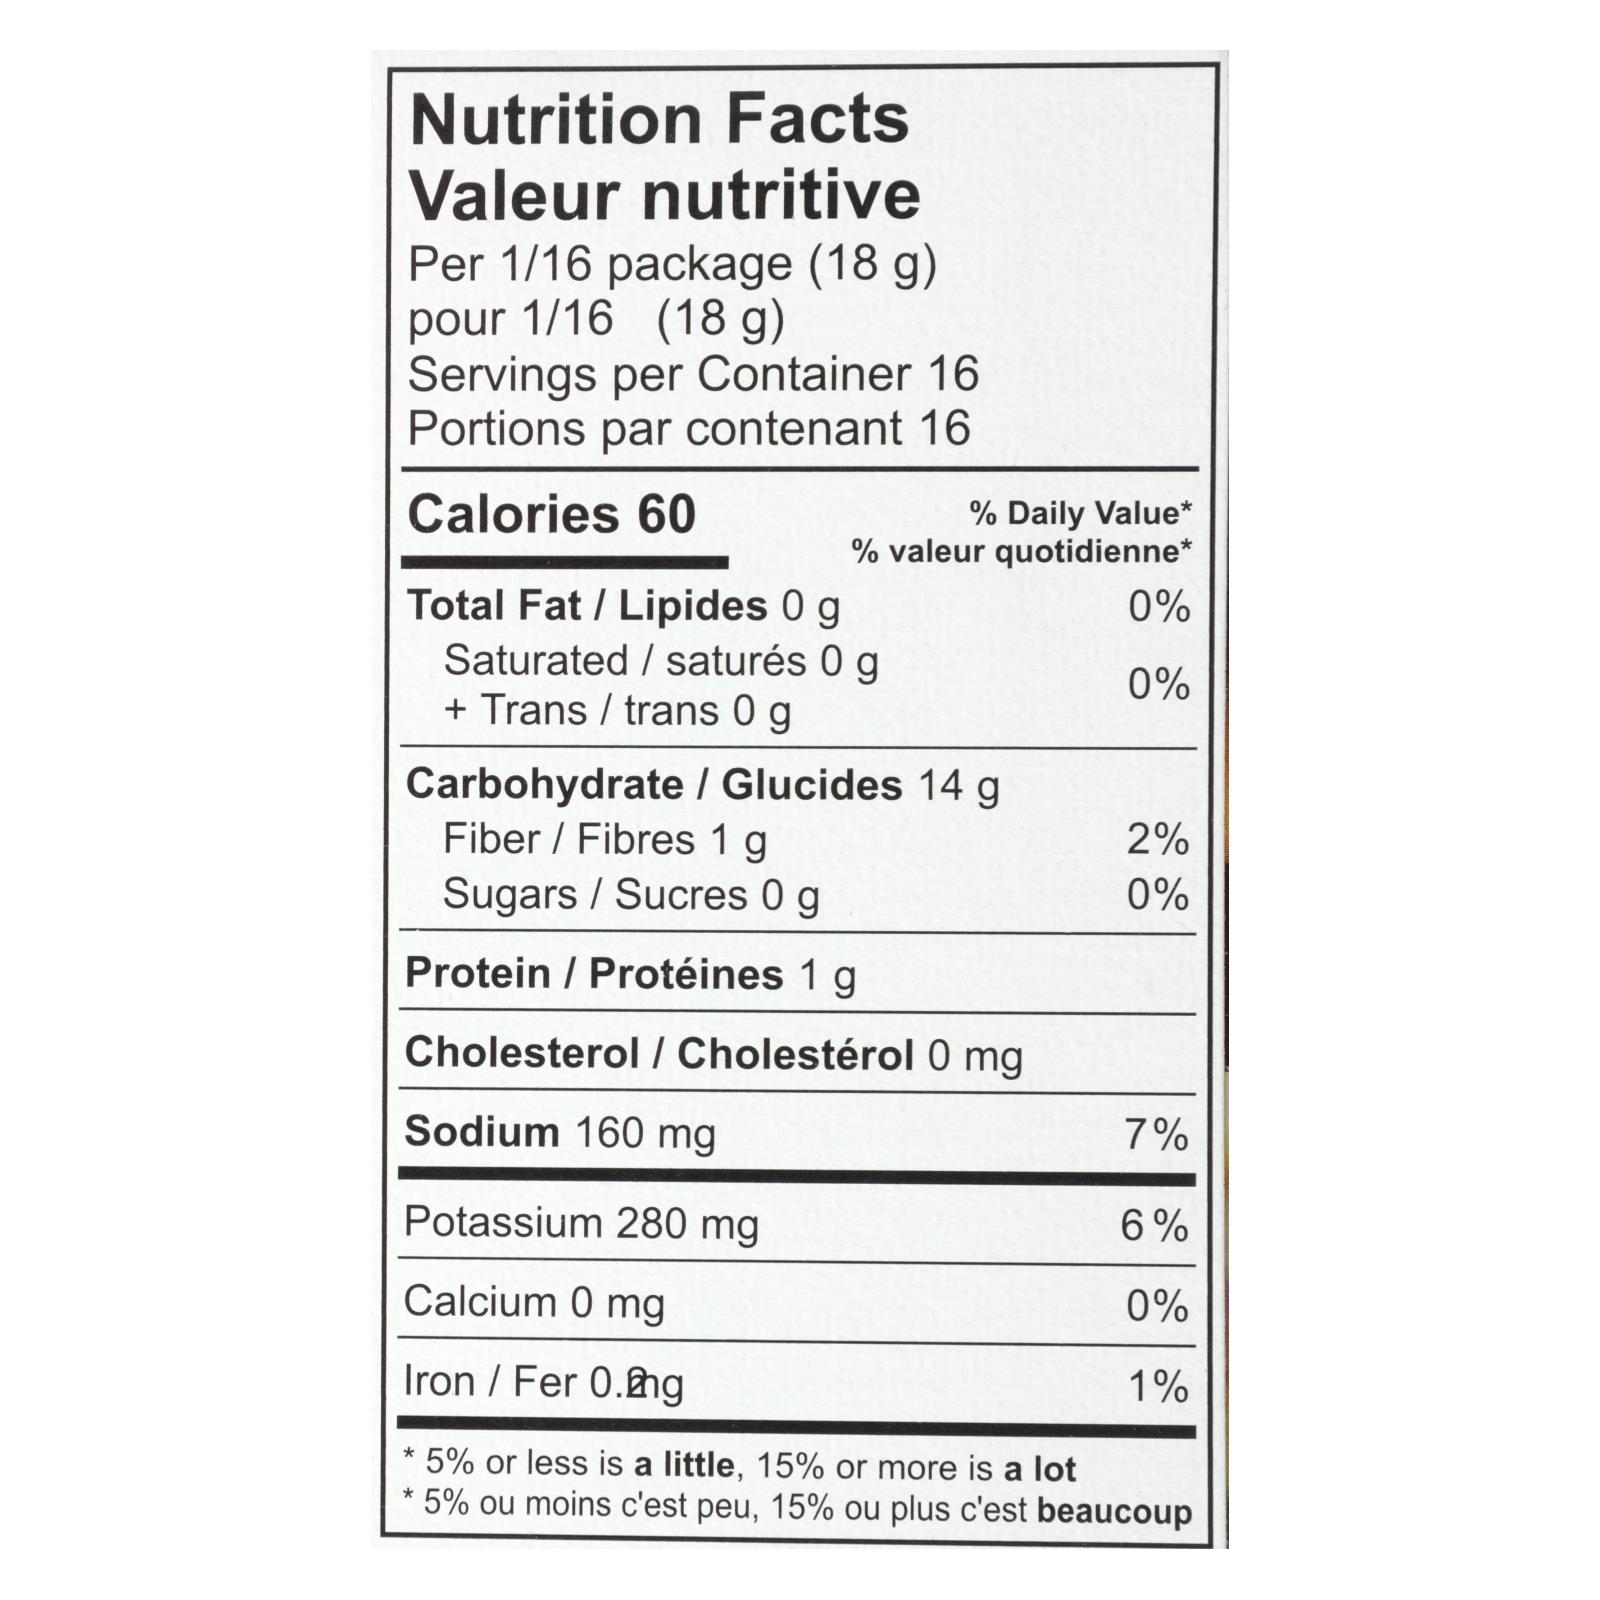 Nutrition Facts
Valeur nutritive
Per 1/16 package (18 g)
pour 1/16 (18 g)
Servings per Container 16
Portions par contenant 16
Calories 60
% Daily Value*
% valeur quotidienne*
Total Fat / Lipides 0 g 0%
Saturated / saturés 0 g
+ Trans / trans 0 g 0%
Carbohydrate / Glucides 14 g
Fiber / Fibres 1 g 2%
Sugars / Sucres 0 g 0%
Protein / Protéines 1 g
Cholesterol / Cholestérol 0 mg
Sodium 160 mg 7%
Potassium 280 mg 6%
Calcium 0 mg 0%
Iron / Fer 0.2mg 1%
* 5% or less is a little, 15% or more is a lot
* 5% ou moins c'est peu, 15% ou plus c'est beaucoup